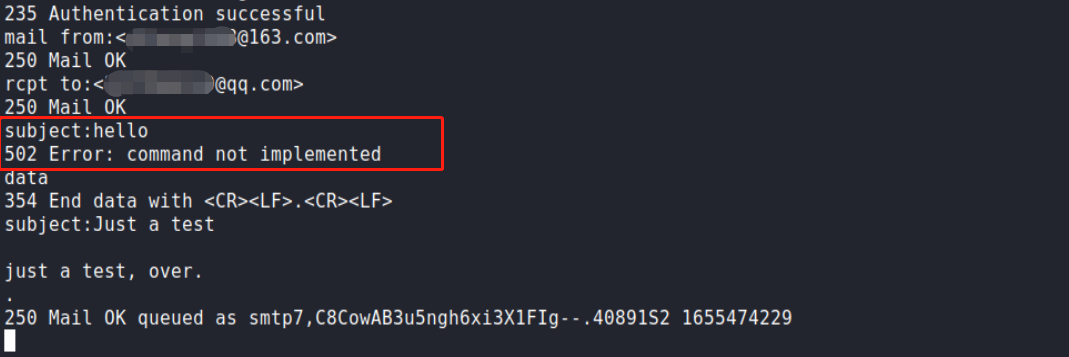 235 Authentication successful
mail from:< @163.com>
250 Mail OK
rcpt to:< @qq.com>
250 Mail OK
subject:hello
502 Error: command not implemented
data
354 End data with <CR><LF>.<CR><LF>
subject:Just a test
just a test, over.
.
250 Mail OK queued as smtp7,C8CowAB3u5ngh6xi3X1FIg--.40891S2 1655474229